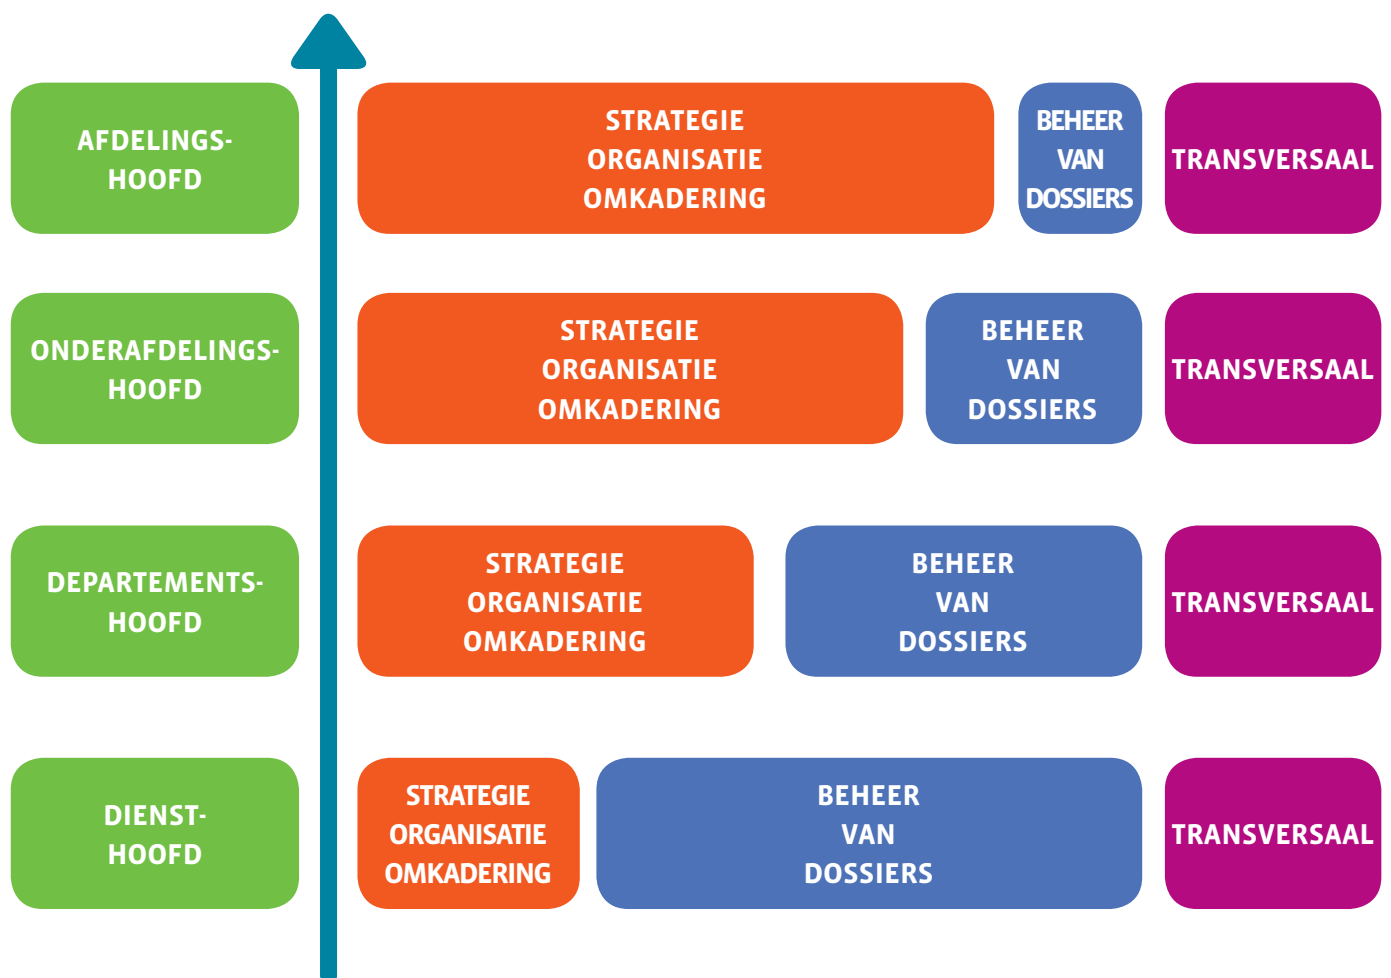 AFDELINGS-
HOOFD
STRATEGIE
ORGANISATIE
OMKADERING
BEHEER
VAN
DOSSIERS
TRANSVERSAAL
ONDERAFDELINGS-
HOOFD
STRATEGIE
ORGANISATIE
OMKADERING
BEHEER
VAN
DOSSIERS
TRANSVERSAAL
DEPARTEMENTS-
HOOFD
STRATEGIE
ORGANISATIE
OMKADERING
BEHEER
VAN
DOSSIERS
TRANSVERSAAL
DIENST-
HOOFD
STRATEGIE
ORGANISATIE
OMKADERING
BEHEER
VAN
DOSSIERS
TRANSVERSAAL